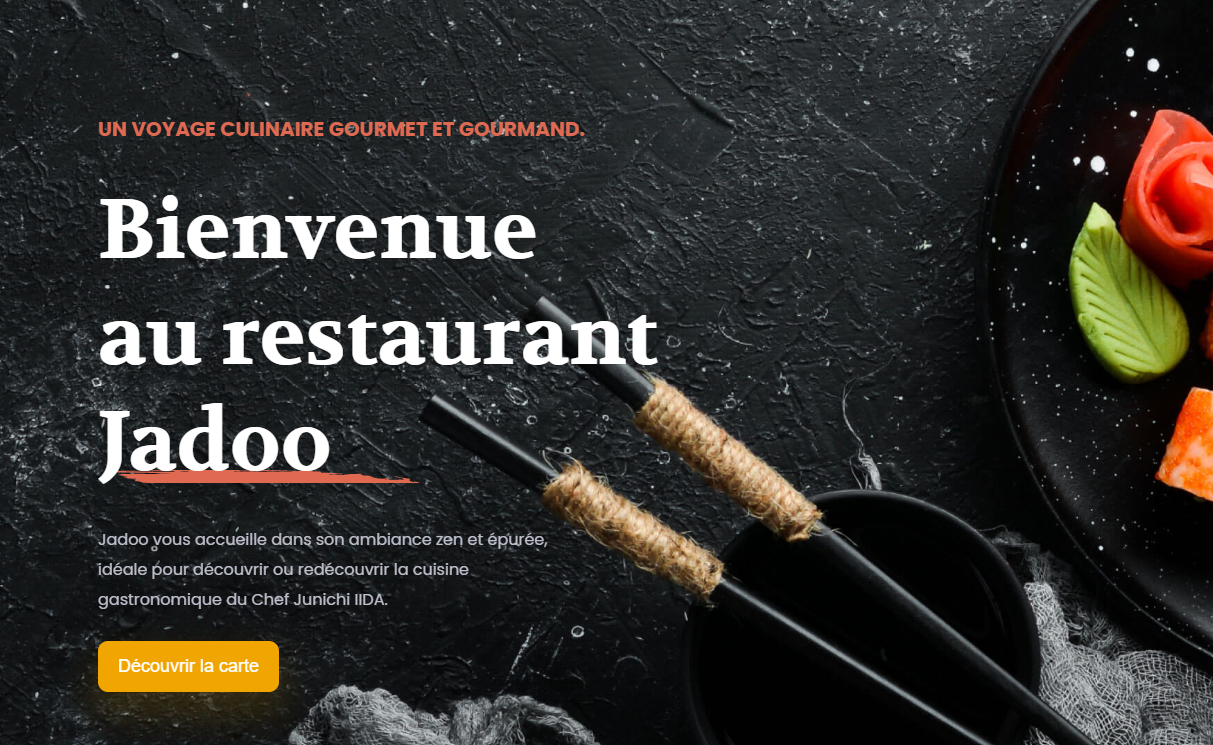 UN VOYAGE CULINAIRE GOURMET ET GOURMAND.
Bienvenue
au restaurant
Jadoo
Jadoo vous accueille dans son ambiance zen et épurée,
idéale pour découvrir ou redécouvrir la cuisine
gastronomique du Chef Junichi IIDA.
Découvrir la carte